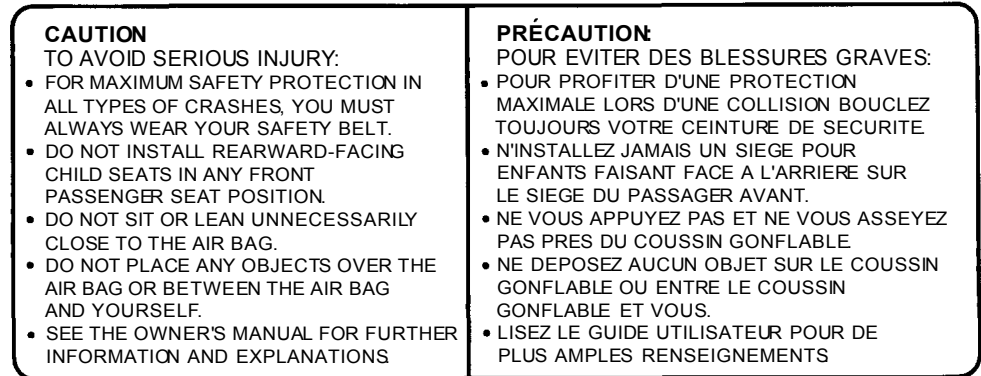 CAUTION
TO AVOID SERIOUS INJURY:
• FOR MAXIMUM SAFETY PROTECTION IN
ALL TYPES OF CRASHES, YOU MUST
ALWAYS WEAR YOUR SAFETY BELT.
• DO NOT INSTALL REARWARD-FACING
CHILD SEATS IN ANY FRONT
PASSENGER SEAT POSITION.
• DO NOT SIT OR LEAN UNNECESSARILY
CLOSE TO THE AIR BAG.
• DO NOT PLACE ANY OBJECTS OVER THE
AIR BAG OR BETWEEN THE AIR BAG
AND YOURSELF.
• SEE THE OWNER'S MANUAL FOR FURTHER
INFORMATION AND EXPLANATIONS
PRÉCAUTION:
POUR EVITER DES BLESSURES GRAVES:
• POUR PROFITER D'UNE PROTECTION
MAXIMALE LORS D'UNE COLLISION BOUCLEZ
TOUJOURS VOTRE CEINTURE DE SECURITE.
• N'INSTALLEZ JAMAIS UN SIEGE POUR
ENFANTS FAISANT FACE A L'ARRIERE SUR
LE SIEGE DU PASSAGER AVANT.
• NE VOUS APPUYEZ PAS ET NE VOUS ASSEYEZ
PAS PRES DU COUSSIN GONFLABLE.
• NE DEPOSEZ AUCUN OBJET SUR LE COUSSIN
GONFLABLE OU ENTRE LE COUSSIN
GONFLABLE ET VOUS.
• LISEZ LE GUIDE UTILISATEUR POUR DE
PLUS AMPLES RENSEIGNEMENTS